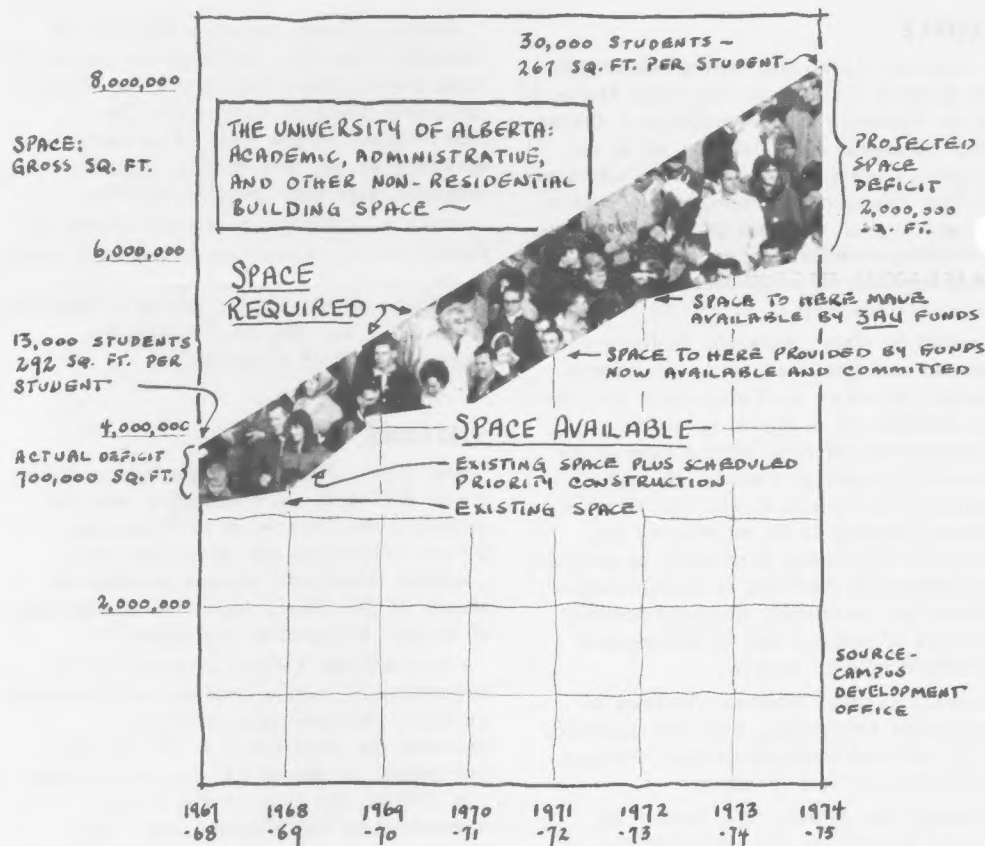 30,000 STUDENTS –
267 SQ. FT. PER STUDENT
8,000,000
SPACE:
GROSS SQ. FT.
THE UNIVERSITY OF ALBERTA:
ACADEMIC, ADMINISTRATIVE,
AND OTHER NON-RESIDENTIAL
BUILDING SPACE ~
PROJECTED
SPACE
DEFICIT
2,000,000
SQ. FT.
6,000,000
SPACE
REQUIRED
SPACE TO HERE MADE
AVAILABLE BY 3AU FUNDS
13,000 STUDENTS
292 SQ. FT. PER
STUDENT
SPACE TO HERE PROVIDED BY FUNDS
NOW AVAILABLE AND COMMITTED
4,000,000
SPACE AVAILABLE
ACTUAL DEFICIT
700,000 SQ. FT.
EXISTING SPACE PLUS SCHEDULED
PRIORITY CONSTRUCTION
EXISTING SPACE
2,000,000
SOURCE-
CAMPUS
DEVELOPMENT
OFFICE
1967 1968 1969 1970 1971 1972 1973 1974
-68 -69 -70 -71 -72 -73 -74 -75